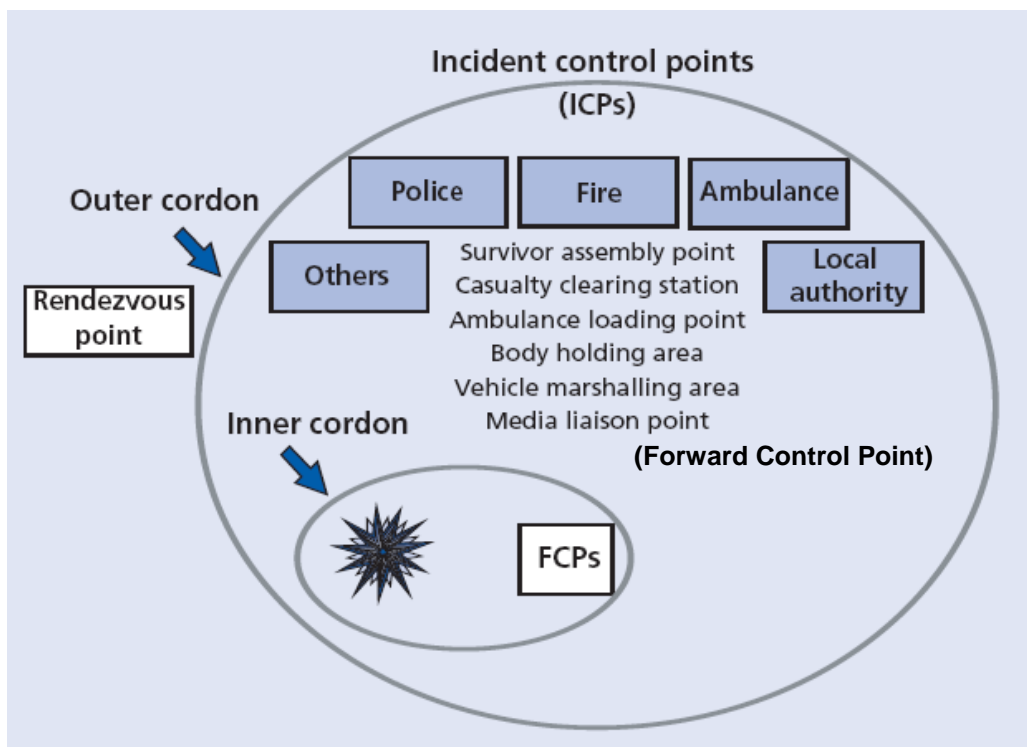 Incident control points
(ICPs)
Police
Fire
Ambulance
Outer cordon
Others
Survivor assembly point
Casualty clearing station
Ambulance loading point
Body holding area
Vehicle marshalling area
Media liaison point
Local
authority
Rendezvous
point
Inner cordon
(Forward Control Point)
FCPs